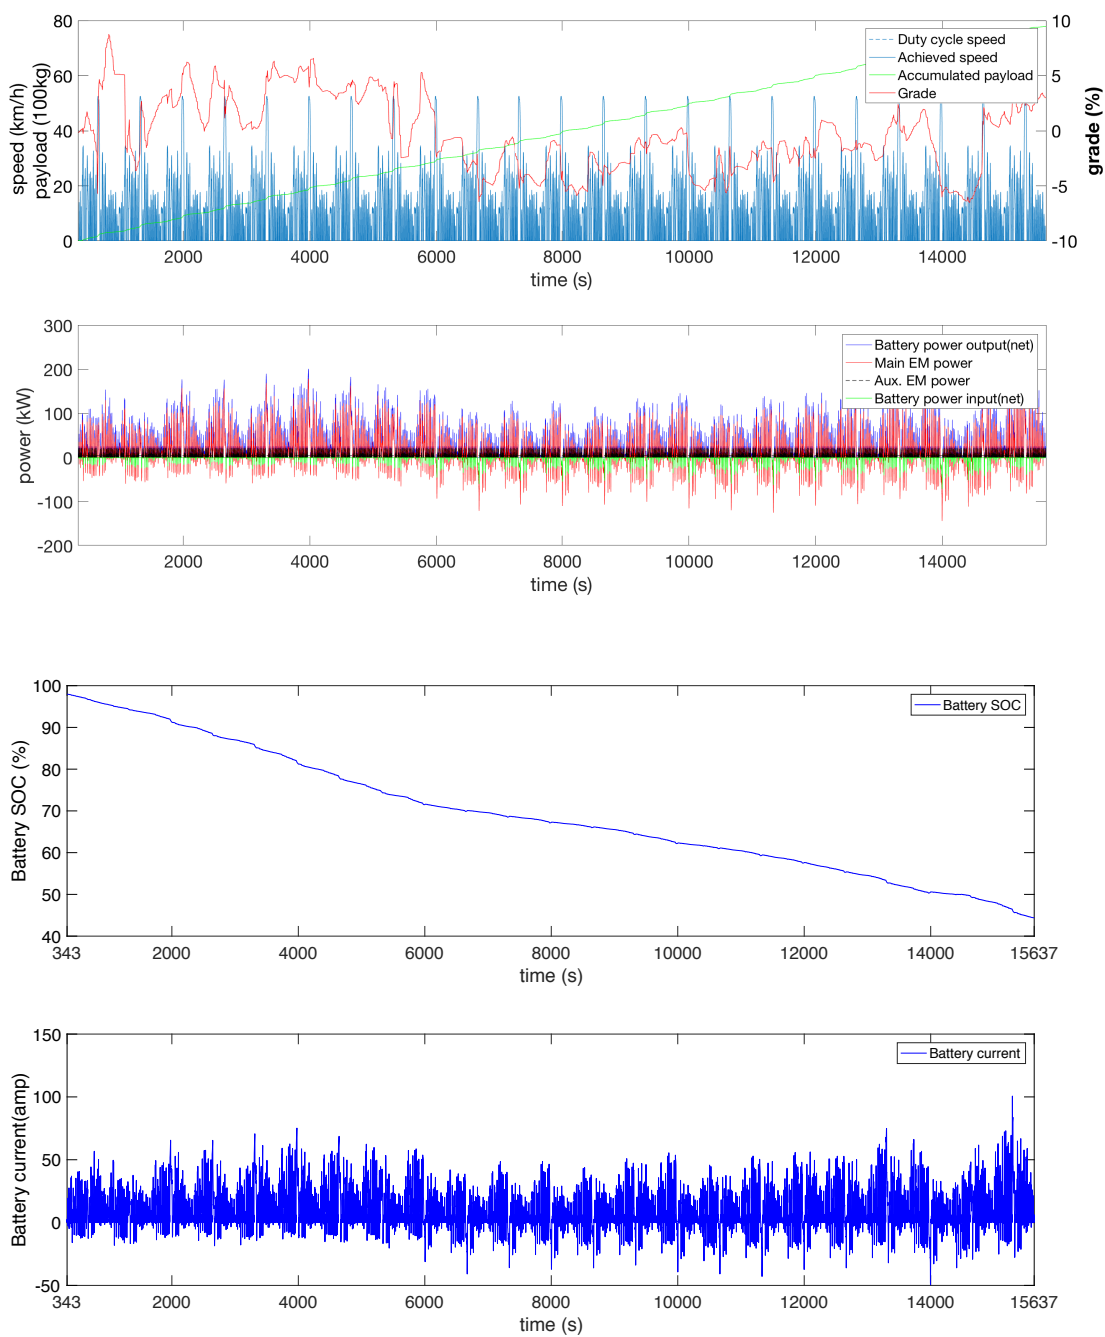 80
60
40
20
0
speed (km/h)
payload (100kg)
10
5
0
-5
-10
grade (%)
Duty cycle speed
Achieved speed
Accumulated payload
Grade
2000 4000 6000 8000 10000 12000 14000
time (s)
300
200
100
0
-100
-200
power (kW)
Battery power output(net)
Main EM power
Aux. EM power
Battery power input(net)
2000 4000 6000 8000 10000 12000 14000
time (s)
100
90
80
70
60
50
40
Battery SOC (%)
Battery SOC
343 2000 4000 6000 8000 10000 12000 14000 15637
time (s)
150
100
50
0
-50
Battery current(amp)
Battery current
343 2000 4000 6000 8000 10000 12000 14000 15637
time (s)